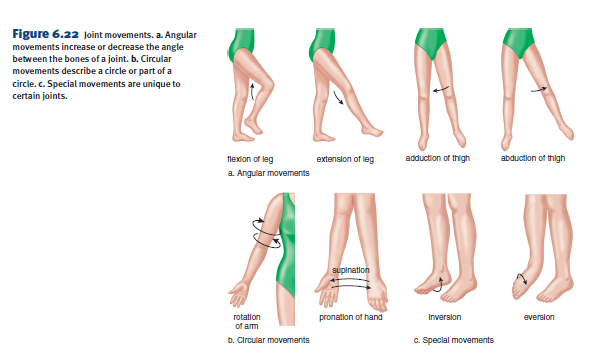 Figure 6.22 Joint movements. a. Angular
movements increase or decrease the angle
between the bones of a joint. b. Circular
movements describe a circle or part of a
circle. c. Special movements are unique to
certain joints.
flexion of leg
extension of leg
adduction of thigh
abduction of thigh
a. Angular movements
supination
rotation
of arm
pronation of hand
inversion
eversion
b. Circular movements
c. Special movements